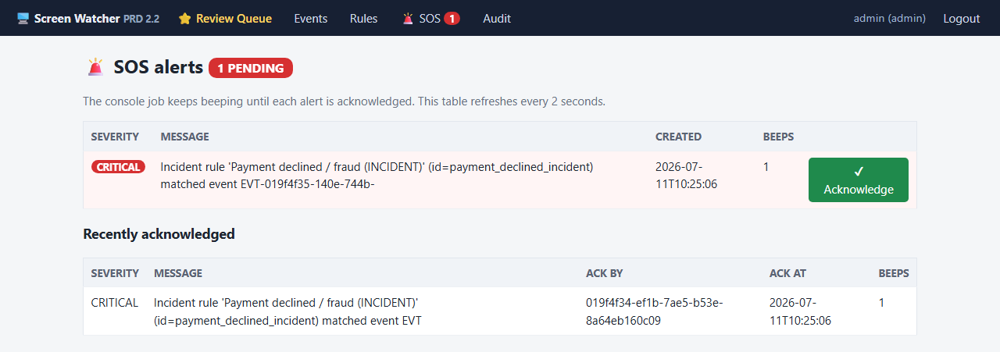 Screen Watcher PRD 2.2 Review Queue Events Rules SOS 1 Audit admin (admin) Logout
SOS alerts 1 PENDING
The console job keeps beeping until each alert is acknowledged. This table refreshes every 2 seconds.
SEVERITY MESSAGE CREATED BEEPS
CRITICAL Incident rule 'Payment declined / fraud (INCIDENT)' (id=payment_declined_incident) 2026-07- 1 ✓
matched event EVT-019f4f35-140e-744b- 11T10:25:06 Acknowledge
Recently acknowledged
SEVERITY MESSAGE ACK BY ACK AT BEEPS
CRITICAL Incident rule 'Payment declined / fraud (INCIDENT)' 019f4f34-ef1b-7ae5-b53e- 2026-07- 1
(id=payment_declined_incident) matched event EVT 8a64eb160c09 11T10:25:06